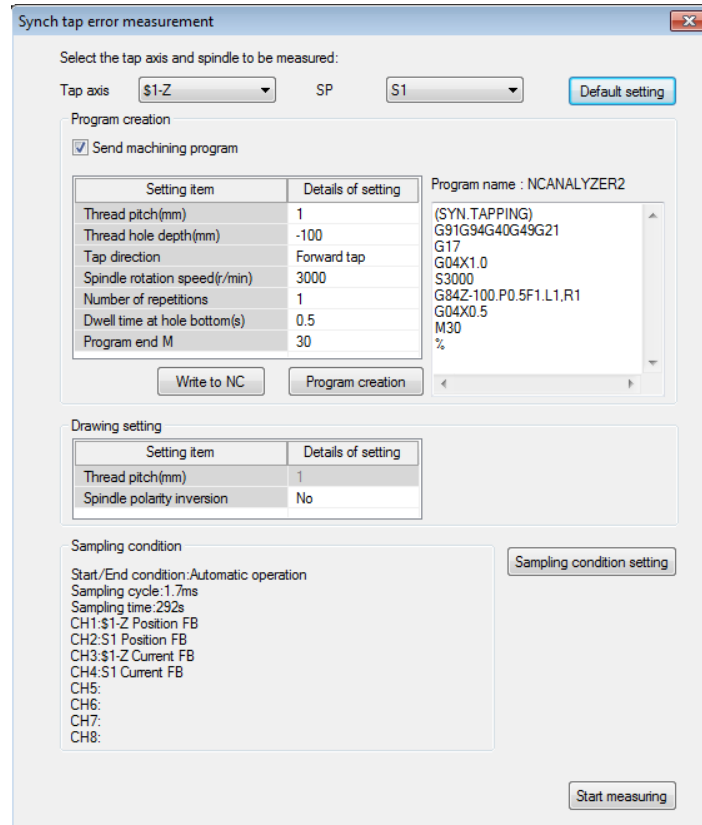 Synch tap error measurement
Select the tap axis and spindle to be measured:
Tap axis $1-Z SP S1 Default setting
Program creation
Send machining program
Setting item Details of setting
Thread pitch(mm) 1
Thread hole depth(mm) -100
Tap direction Forward tap
Spindle rotation speed(r/min) 3000
Number of repetitions 1
Dwell time at hole bottom(s) 0.5
Program end M 30
Write to NC Program creation
Program name : NCANALYZER2
(SYN.TAPPING)
G91G94G40G49G21
G17
G04X1.0
S3000
G84Z-100.P0.5F1.L1,R1
G04X0.5
M30
%
Drawing setting
Setting item Details of setting
Thread pitch(mm) 1
Spindle polarity inversion No
Sampling condition
Start/End condition:Automatic operation
Sampling cycle:1.7ms
Sampling time:292s
CH1:$1-Z Position FB
CH2:S1 Position FB
CH3:$1-Z Current FB
CH4:S1 Current FB
CH5:
CH6:
CH7:
CH8:
Sampling condition setting
Start measuring